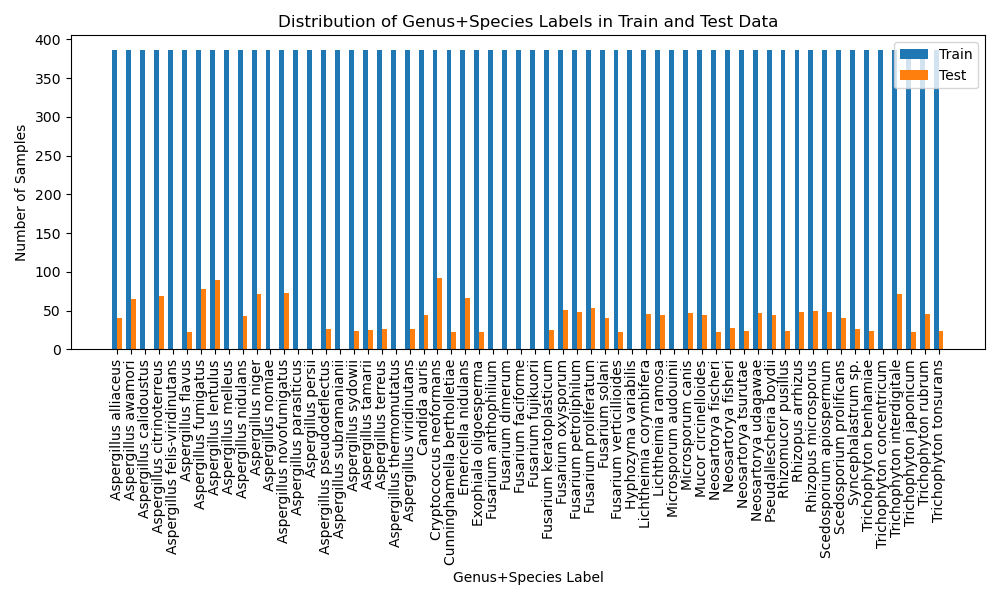 Distribution of Genus+Species Labels in Train and Test Data
Number of Samples
400
350
300
250
200
150
100
50
0
Train
Test
Aspergillus alliaceus
Aspergillus awamori
Aspergillus calidoustus
Aspergillus citrinoterreus
Aspergillus felis-viridinutans
Aspergillus flavus
Aspergillus fumigatus
Aspergillus lentulus
Aspergillus melleus
Aspergillus nidulans
Aspergillus niger
Aspergillus nomiae
Aspergillus novofumigatus
Aspergillus parasiticus
Aspergillus persii
Aspergillus pseudodeflectus
Aspergillus subramanianii
Aspergillus sydowii
Aspergillus tamarii
Aspergillus terreus
Aspergillus thermomutatus
Aspergillus viridinutans
Candida auris
Cryptococcus neoformans
Cunninghamella bertholletiae
Emericella nidulans
Exophiala oligoesperma
Fusarium anthophilium
Fusarium dimerum
Fusarium falciforme
Fusarium fujikuorii
Fusarium keratoplasticum
Fusarium oxysporum
Fusarium petroliphilum
Fusarium proliferatum
Fusarium solani
Fusarium verticillioides
Hyphozyma variabilis
Lichtheimia corymbifera
Lichtheimia ramosa
Microsporum audouinii
Microsporum canis
Mucor circinelloides
Neosartorya fischeri
Neosartorya fisheri
Neosartorya tsurutae
Neosartorya udagawae
Pseudallescheria boydii
Rhizomucor pusillus
Rhizopus arrhizus
Rhizopus microsporus
Scedosporium apiospermum
Scedosporium prolificans
Syncephalastrum sp.
Trichophyton benhamiae
Trichophyton concentricum
Trichophyton interdigitale
Trichophyton japonicum
Trichophyton rubrum
Trichophyton tonsurans
Genus+Species Label